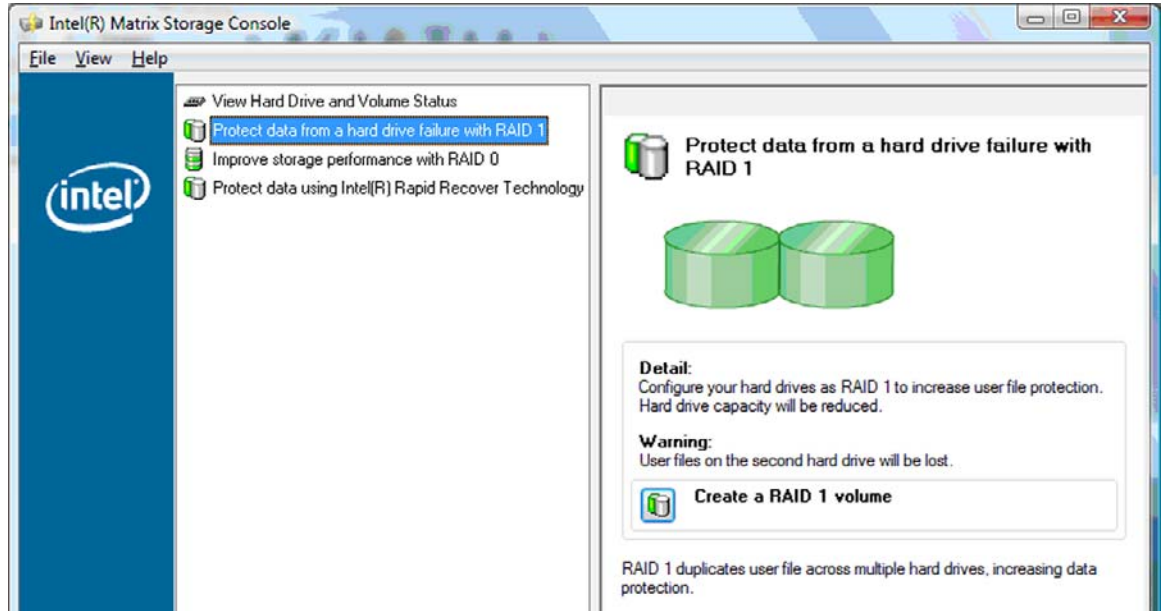 Intel(R) Matrix Storage Console
File View Help
View Hard Drive and Volume Status
Protect data from a hard drive failure with RAID 1
Improve storage performance with RAID 0
Protect data using Intel(R) Rapid Recover Technology
intel
Protect data from a hard drive failure with
RAID 1
Detail:
Configure your hard drives as RAID 1 to increase user file protection.
Hard drive capacity will be reduced.
Warning:
User files on the second hard drive will be lost.
Create a RAID 1 volume
RAID 1 duplicates user file across multiple hard drives, increasing data
protection.